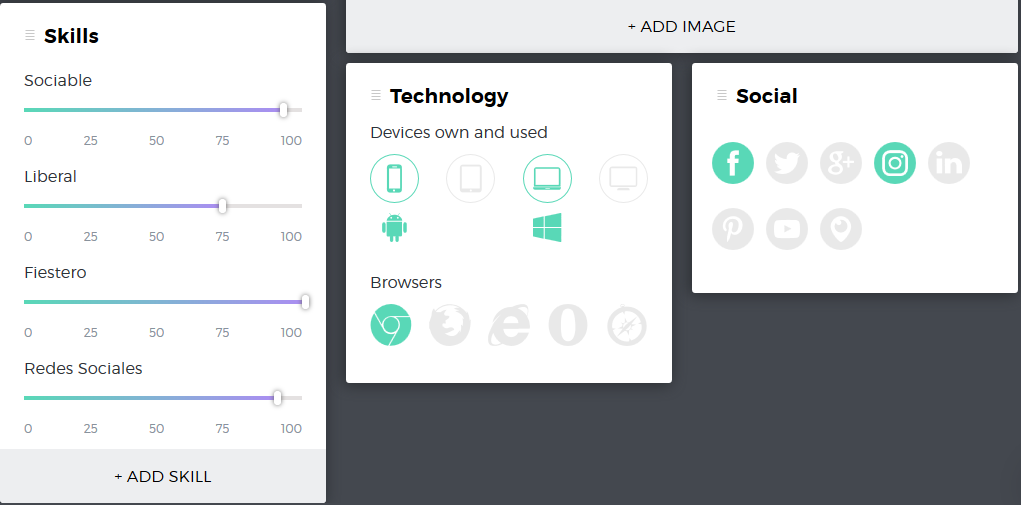 Skills
Sociable
0 25 50 75 100
Liberal
0 25 50 75 100
Fiestero
0 25 50 75 100
Redes Sociales
0 25 50 75 100
+ ADD SKILL
+ ADD IMAGE
Technology
Devices own and used
Browsers
Social